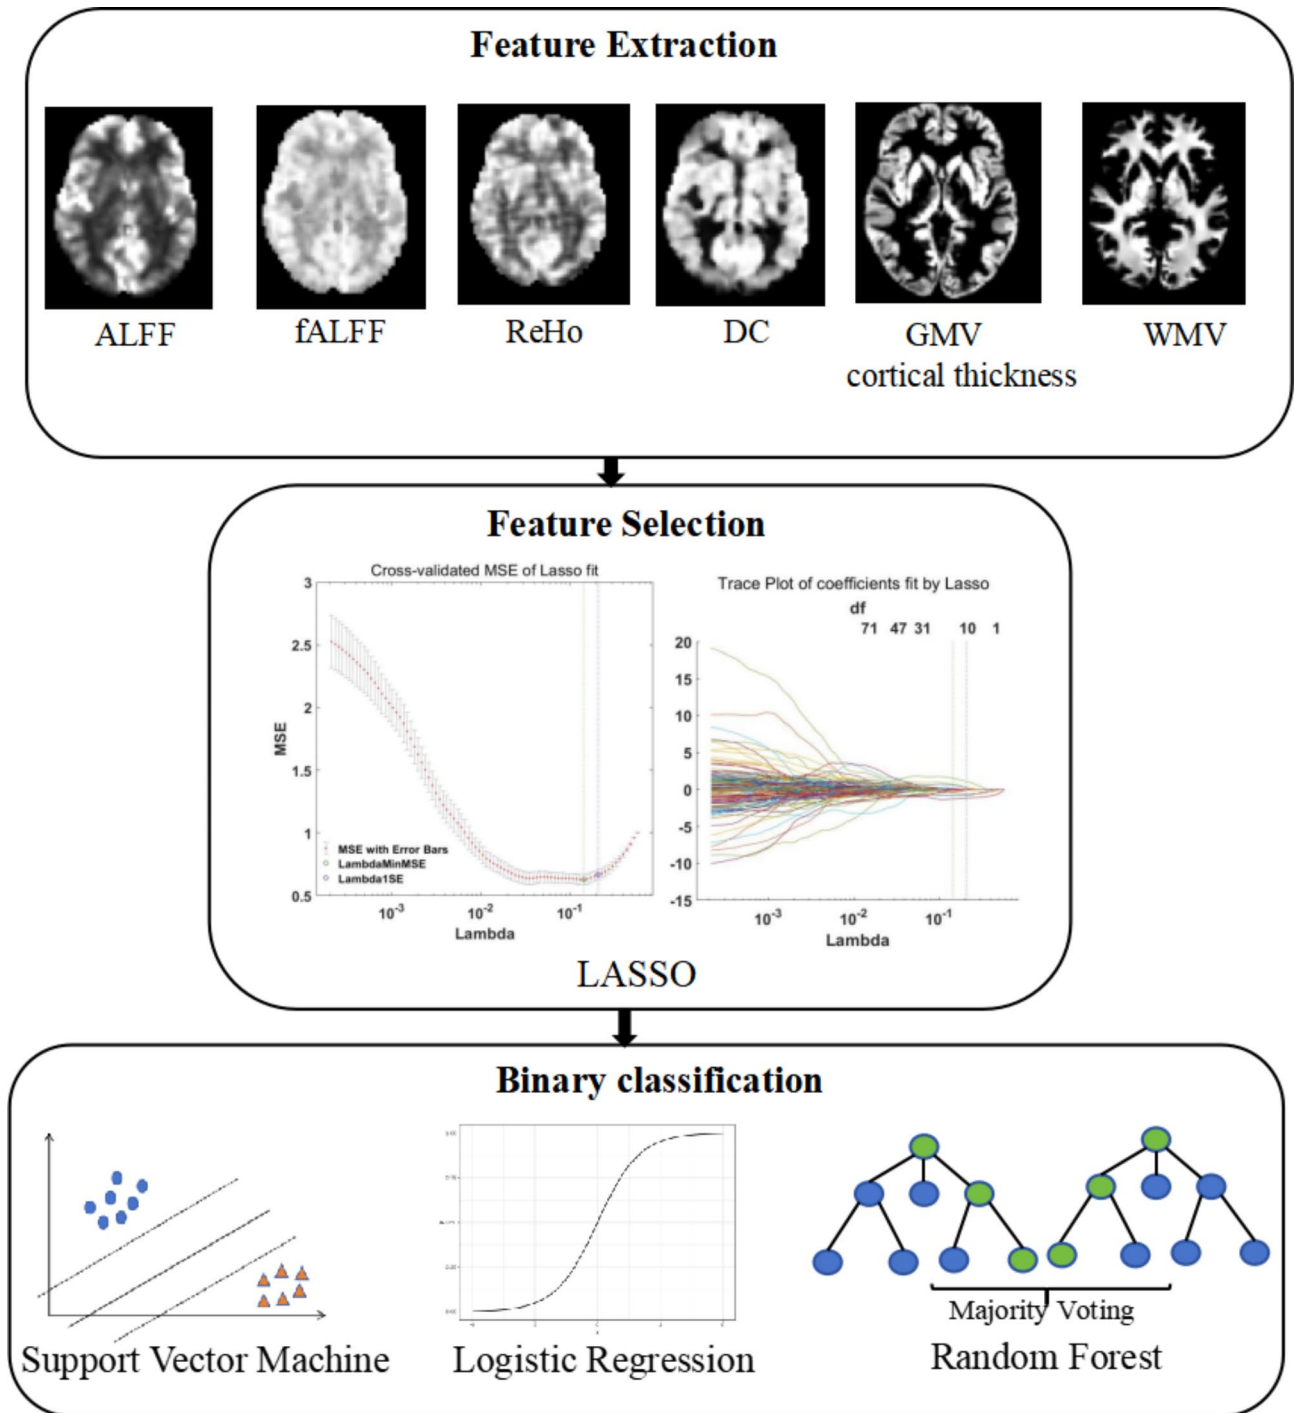 Feature Extraction
ALFF
fALFF
ReHo
DC
GMV
WMV
cortical thickness
Feature Selection
Cross-validated MSE of Lasso fit
3
2.5
2
1.5
1
0.5
MSE
MSE with Error Bars
LambdaMinMSE
Lambda1SE
10-3
10-2
10-1
Lambda
Trace Plot of coefficients fit by Lasso
df
71 47 31 10 1
20
15
10
5
0
-5
-10
-15
10-3
10-2
10-1
Lambda
LASSO
Binary classification
Support Vector Machine
Logistic Regression
Majority Voting
Random Forest